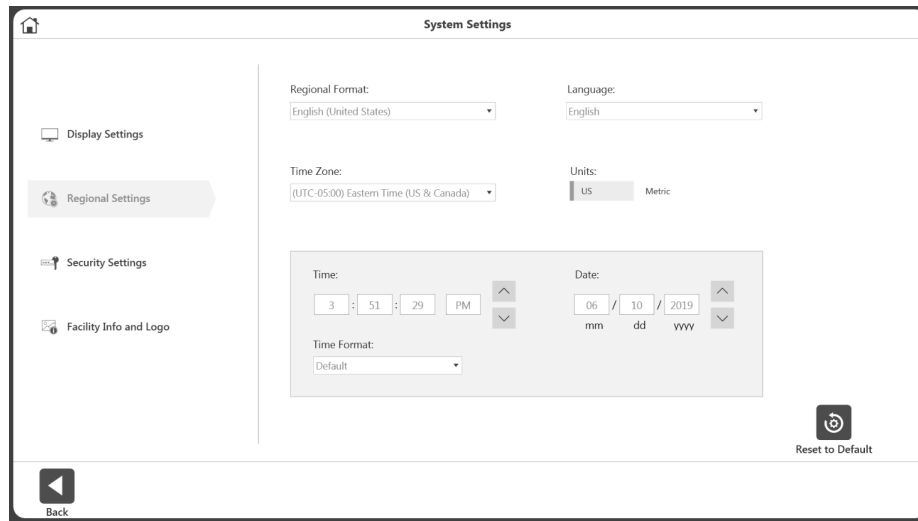 System Settings
Display Settings
Regional Settings
Security Settings
Facility Info and Logo
Regional Format:
English (United States)
Language:
English
Time Zone:
(UTC-05:00) Eastern Time (US & Canada)
Units:
US Metric
Time:
3 : 51 : 29 PM
Time Format:
Default
Date:
06 / 10 / 2019
mm dd yyyy
Reset to Default
Back